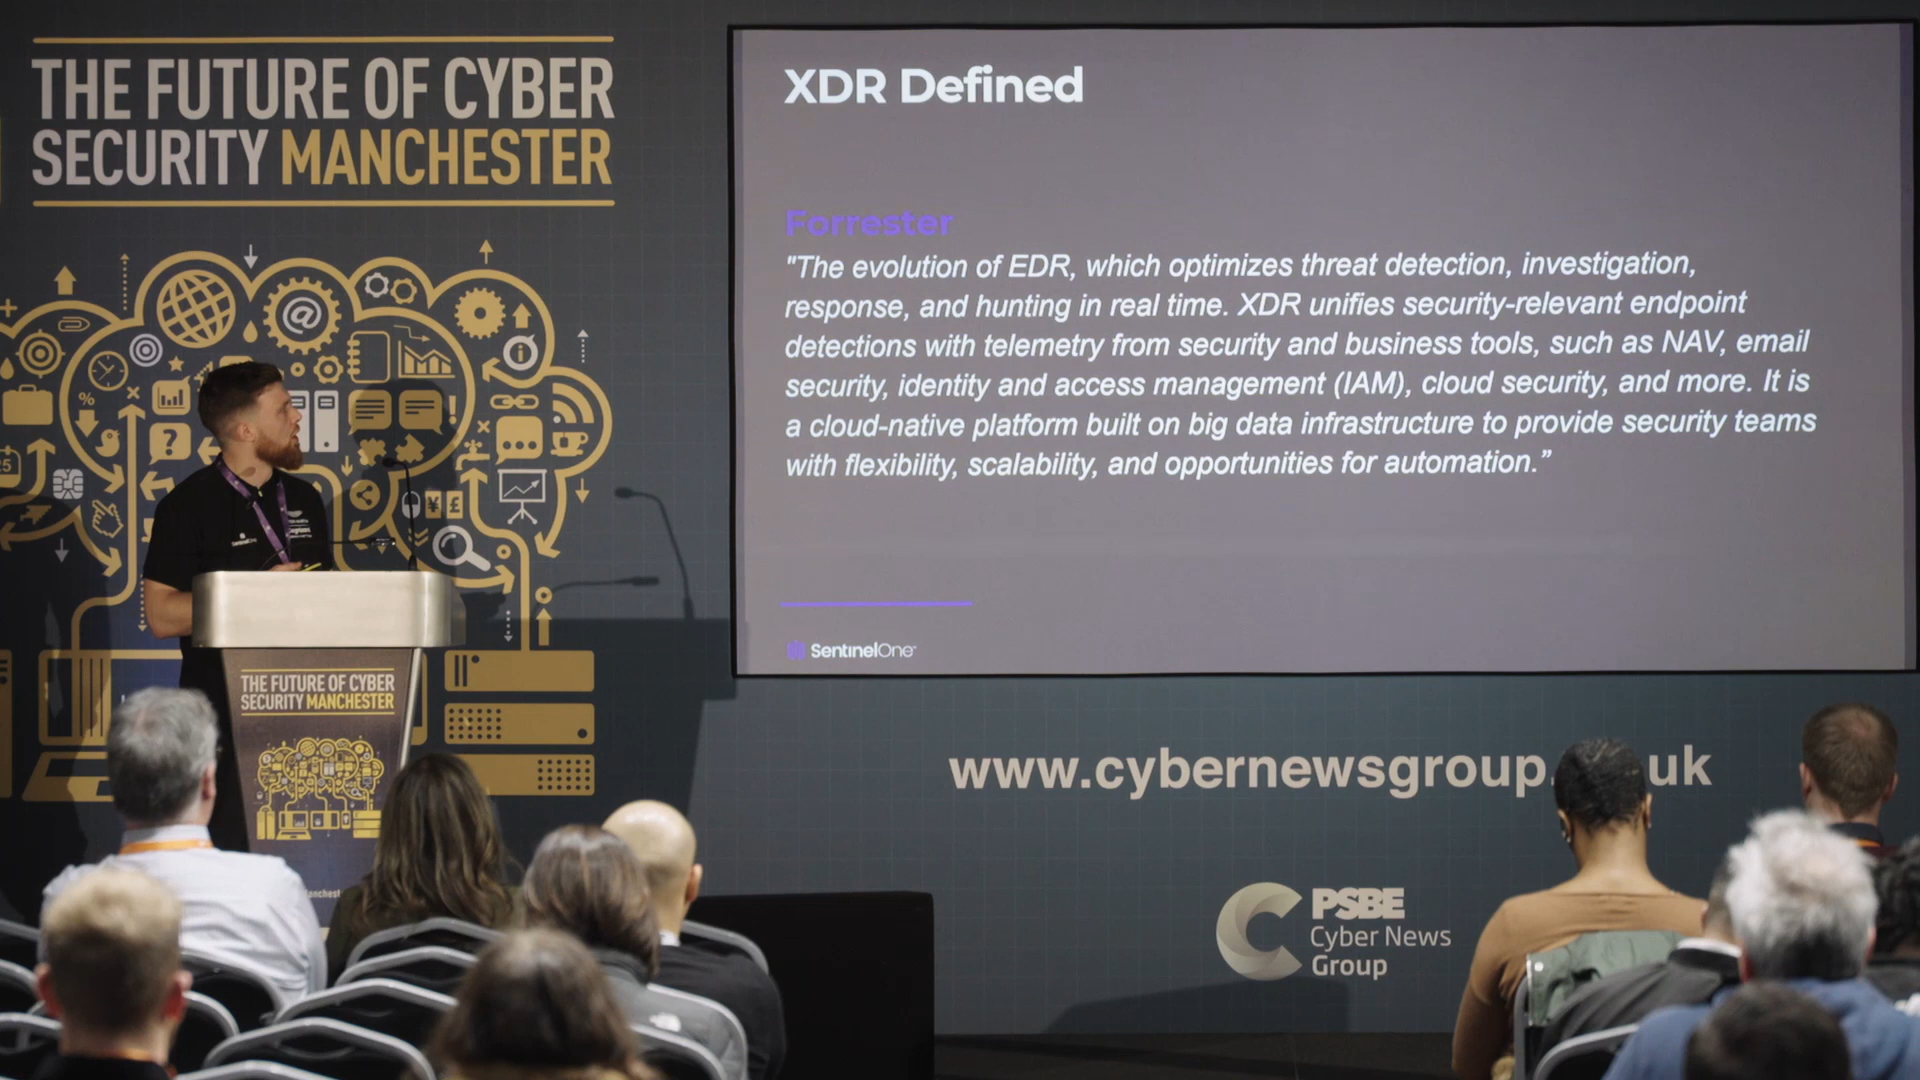 THE FUTURE OF CYBER
SECURITY MANCHESTER
XDR Defined
Forrester
"The evolution of EDR, which optimizes threat detection, investigation,
response, and hunting in real time. XDR unifies security-relevant endpoint
detections with telemetry from security and business tools, such as NAV, email
security, identity and access management (IAM), cloud security, and more. It is
a cloud-native platform built on big data infrastructure to provide security teams
with flexibility, scalability, and opportunities for automation.”
SentinelOne
SentinelOne
THE FUTURE OF CYBER
SECURITY MANCHESTER
www.cybernewsgroup. uk
PSBE
Cyber News
Group